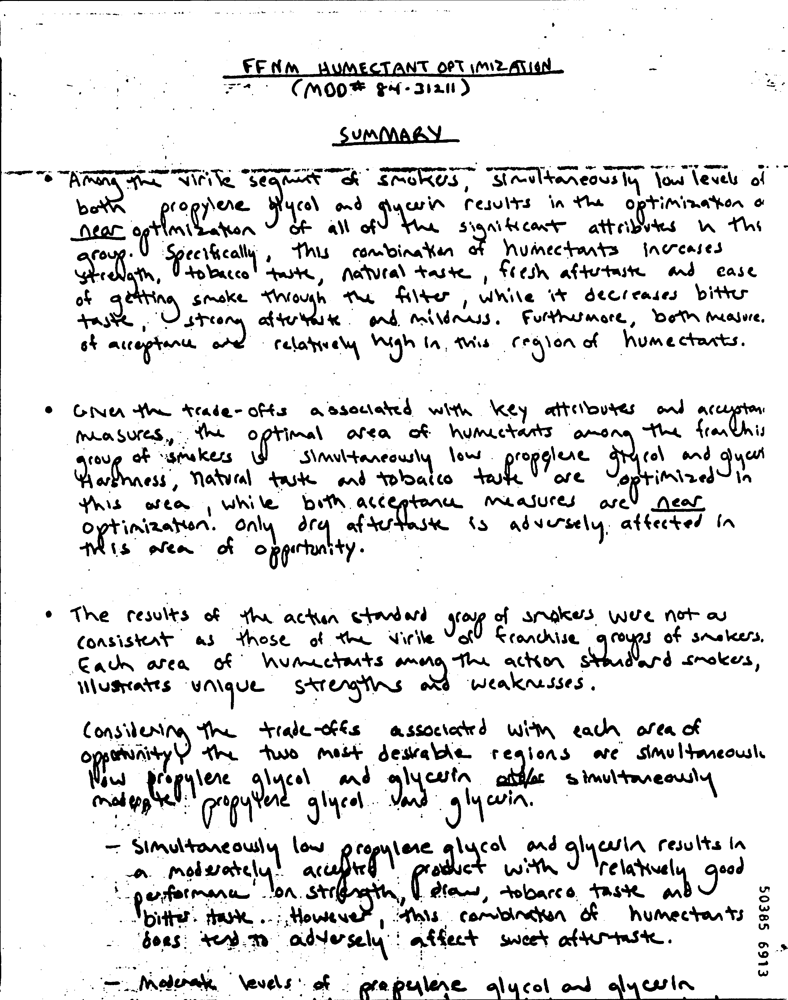 FFNM HUMECTANT OPTIMIZATION
(MOD# 84-31211)
SUMMARY
• Among the virile segment of smokers, simultaneously low levels of
both propylene glycol and glycerin results in the optimization o
near optimization of all of the significant attributes in this
group. Specifically, this combination of humectants increases
strength, tobacco taste, natural taste, fresh aftertaste and ease
of getting smoke through the filter, while it decreases bitter
taste, strong aftertaste and mildness. Furthermore, both measure
of acceptance are relatively high in this region of humectants.
• Given the trade-offs associated with key attributes and acceptan
measures, the optimal area of humectants among the franchis
group of smokers is simultaneously low propylene glycol and glyceri
Harshness, natural taste and tobacco taste are optimized in
this area, while both acceptance measures are near
optimization. Only dry aftertaste is adversely affected in
this area of opportunity.
• The results of the action standard group of smokers were not as
consistent as those of the virile or franchise groups of smokers.
Each area of humectants among the action standard smokers,
illustrates unique strengths and weaknesses.
Considering the trade-offs associated with each area of
opportunity, the two most desirable regions are simultaneousl
low propylene glycol and glycerin simultaneously
moderate propylene glycol and glycerin.
- Simultaneously low propylene glycol and glycerin results in
a moderately accepted product with relatively good
performance on strength, draw, tobacco taste and
bitter taste. However, this combination of humectants
does tend to adversely affect sweet aftertaste.
- Moderate levels of propylene glycol and glycerin
50385 6913